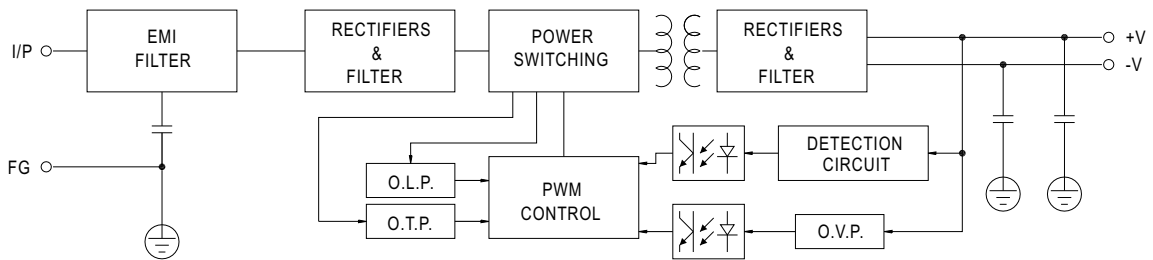 I/P
EMI
FILTER
RECTIFIERS
&
FILTER
POWER
SWITCHING
RECTIFIERS
&
FILTER
+V
-V
FG
O.L.P.
O.T.P.
PWM
CONTROL
DETECTION
CIRCUIT
O.V.P.